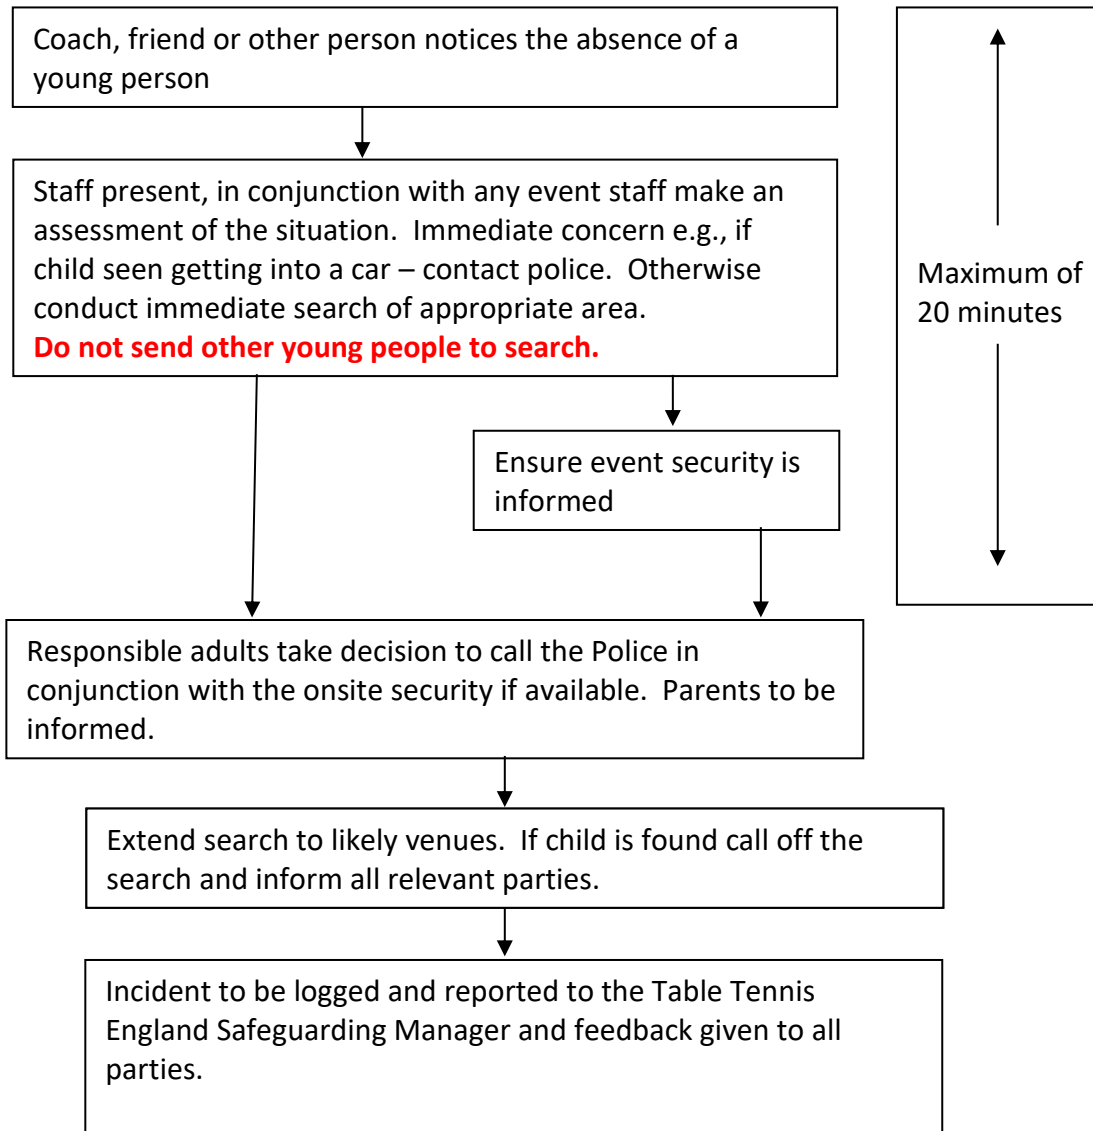 Coach, friend or other person notices the absence of a
young person
Staff present, in conjunction with any event staff make an
assessment of the situation.  Immediate concern e.g., if
child seen getting into a car – contact police.  Otherwise
conduct immediate search of appropriate area.
Do not send other young people to search.
Maximum of
20 minutes
Ensure event security is
informed
Responsible adults take decision to call the Police in
conjunction with the onsite security if available.  Parents to be
informed.
Extend search to likely venues.  If child is found call off the
search and inform all relevant parties.
Incident to be logged and reported to the Table Tennis
England Safeguarding Manager and feedback given to all
parties.